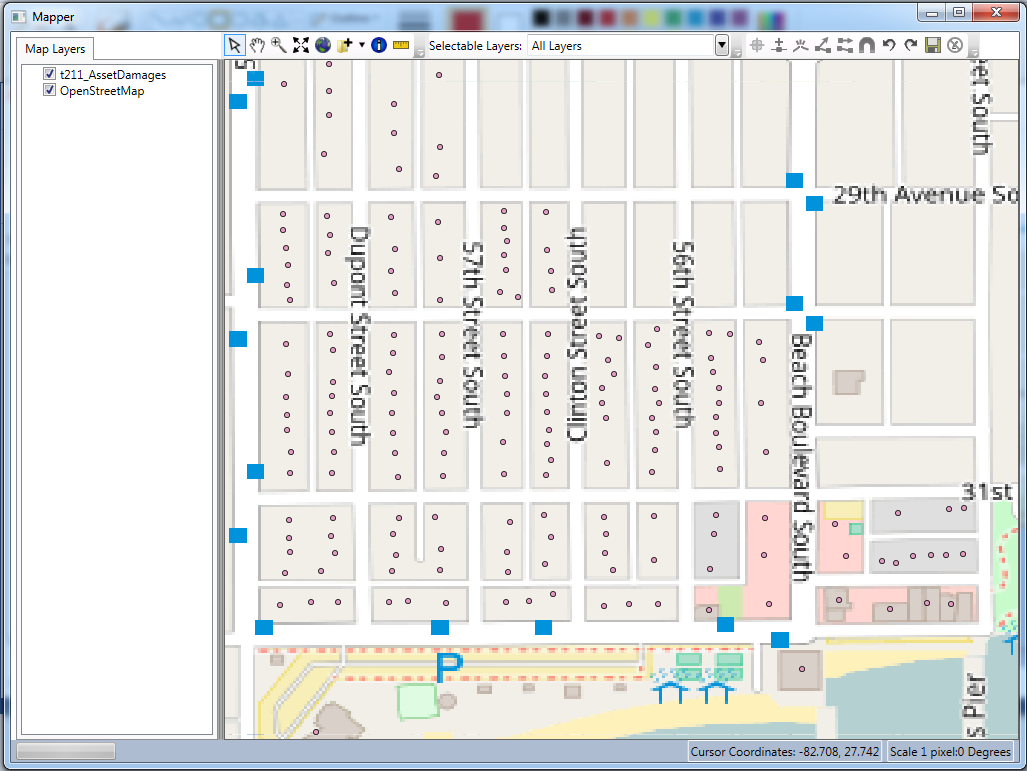 Mapper
Map Layers
Selectable Layers: All Layers
t211_AssetDamages
OpenStreetMap
29th Avenue So
Dupont Street South
57th Street South
Clinton Street South
56th Street South
Beach Boulevard South
eet South
31st
P
s Pier
Cursor Coordinates: -82.708, 27.742
Scale 1 pixel:0 Degrees